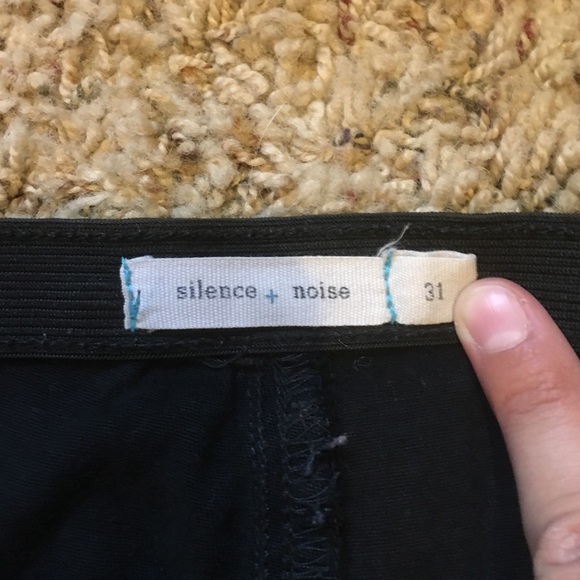 silence + noise 31